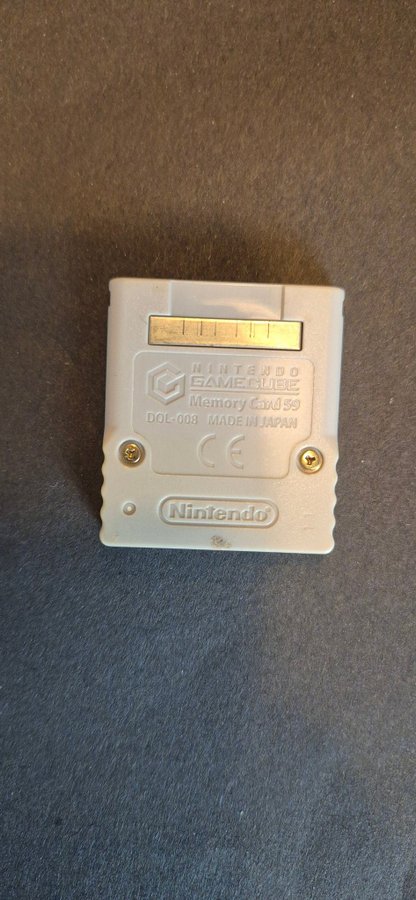 NINTENDO
GAMECUBE
Memory Card 59
DOL-008 MADE IN JAPAN
CE
Nintendo